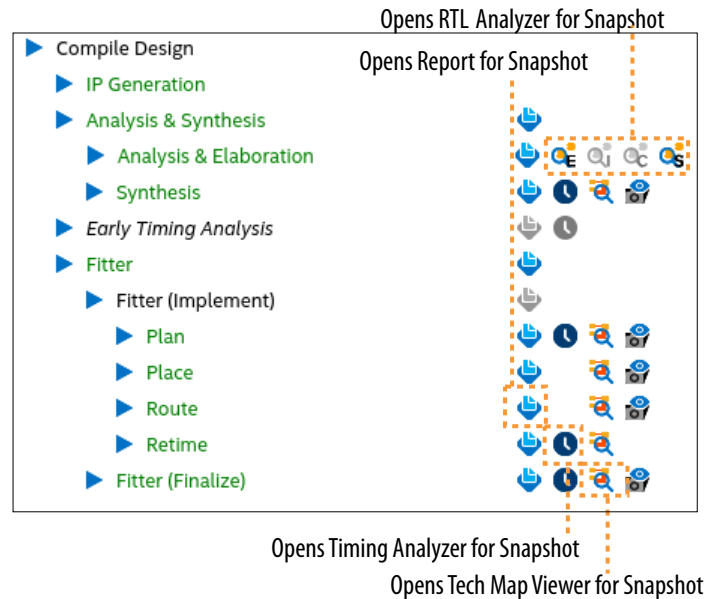 Opens RTL Analyzer for Snapshot
Opens Report for Snapshot
Compile Design
IP Generation
Analysis & Synthesis
Analysis & Elaboration E I C S
Synthesis
Early Timing Analysis
Fitter
Fitter (Implement)
Plan
Place
Route
Retime
Fitter (Finalize)
Opens Timing Analyzer for Snapshot
Opens Tech Map Viewer for Snapshot